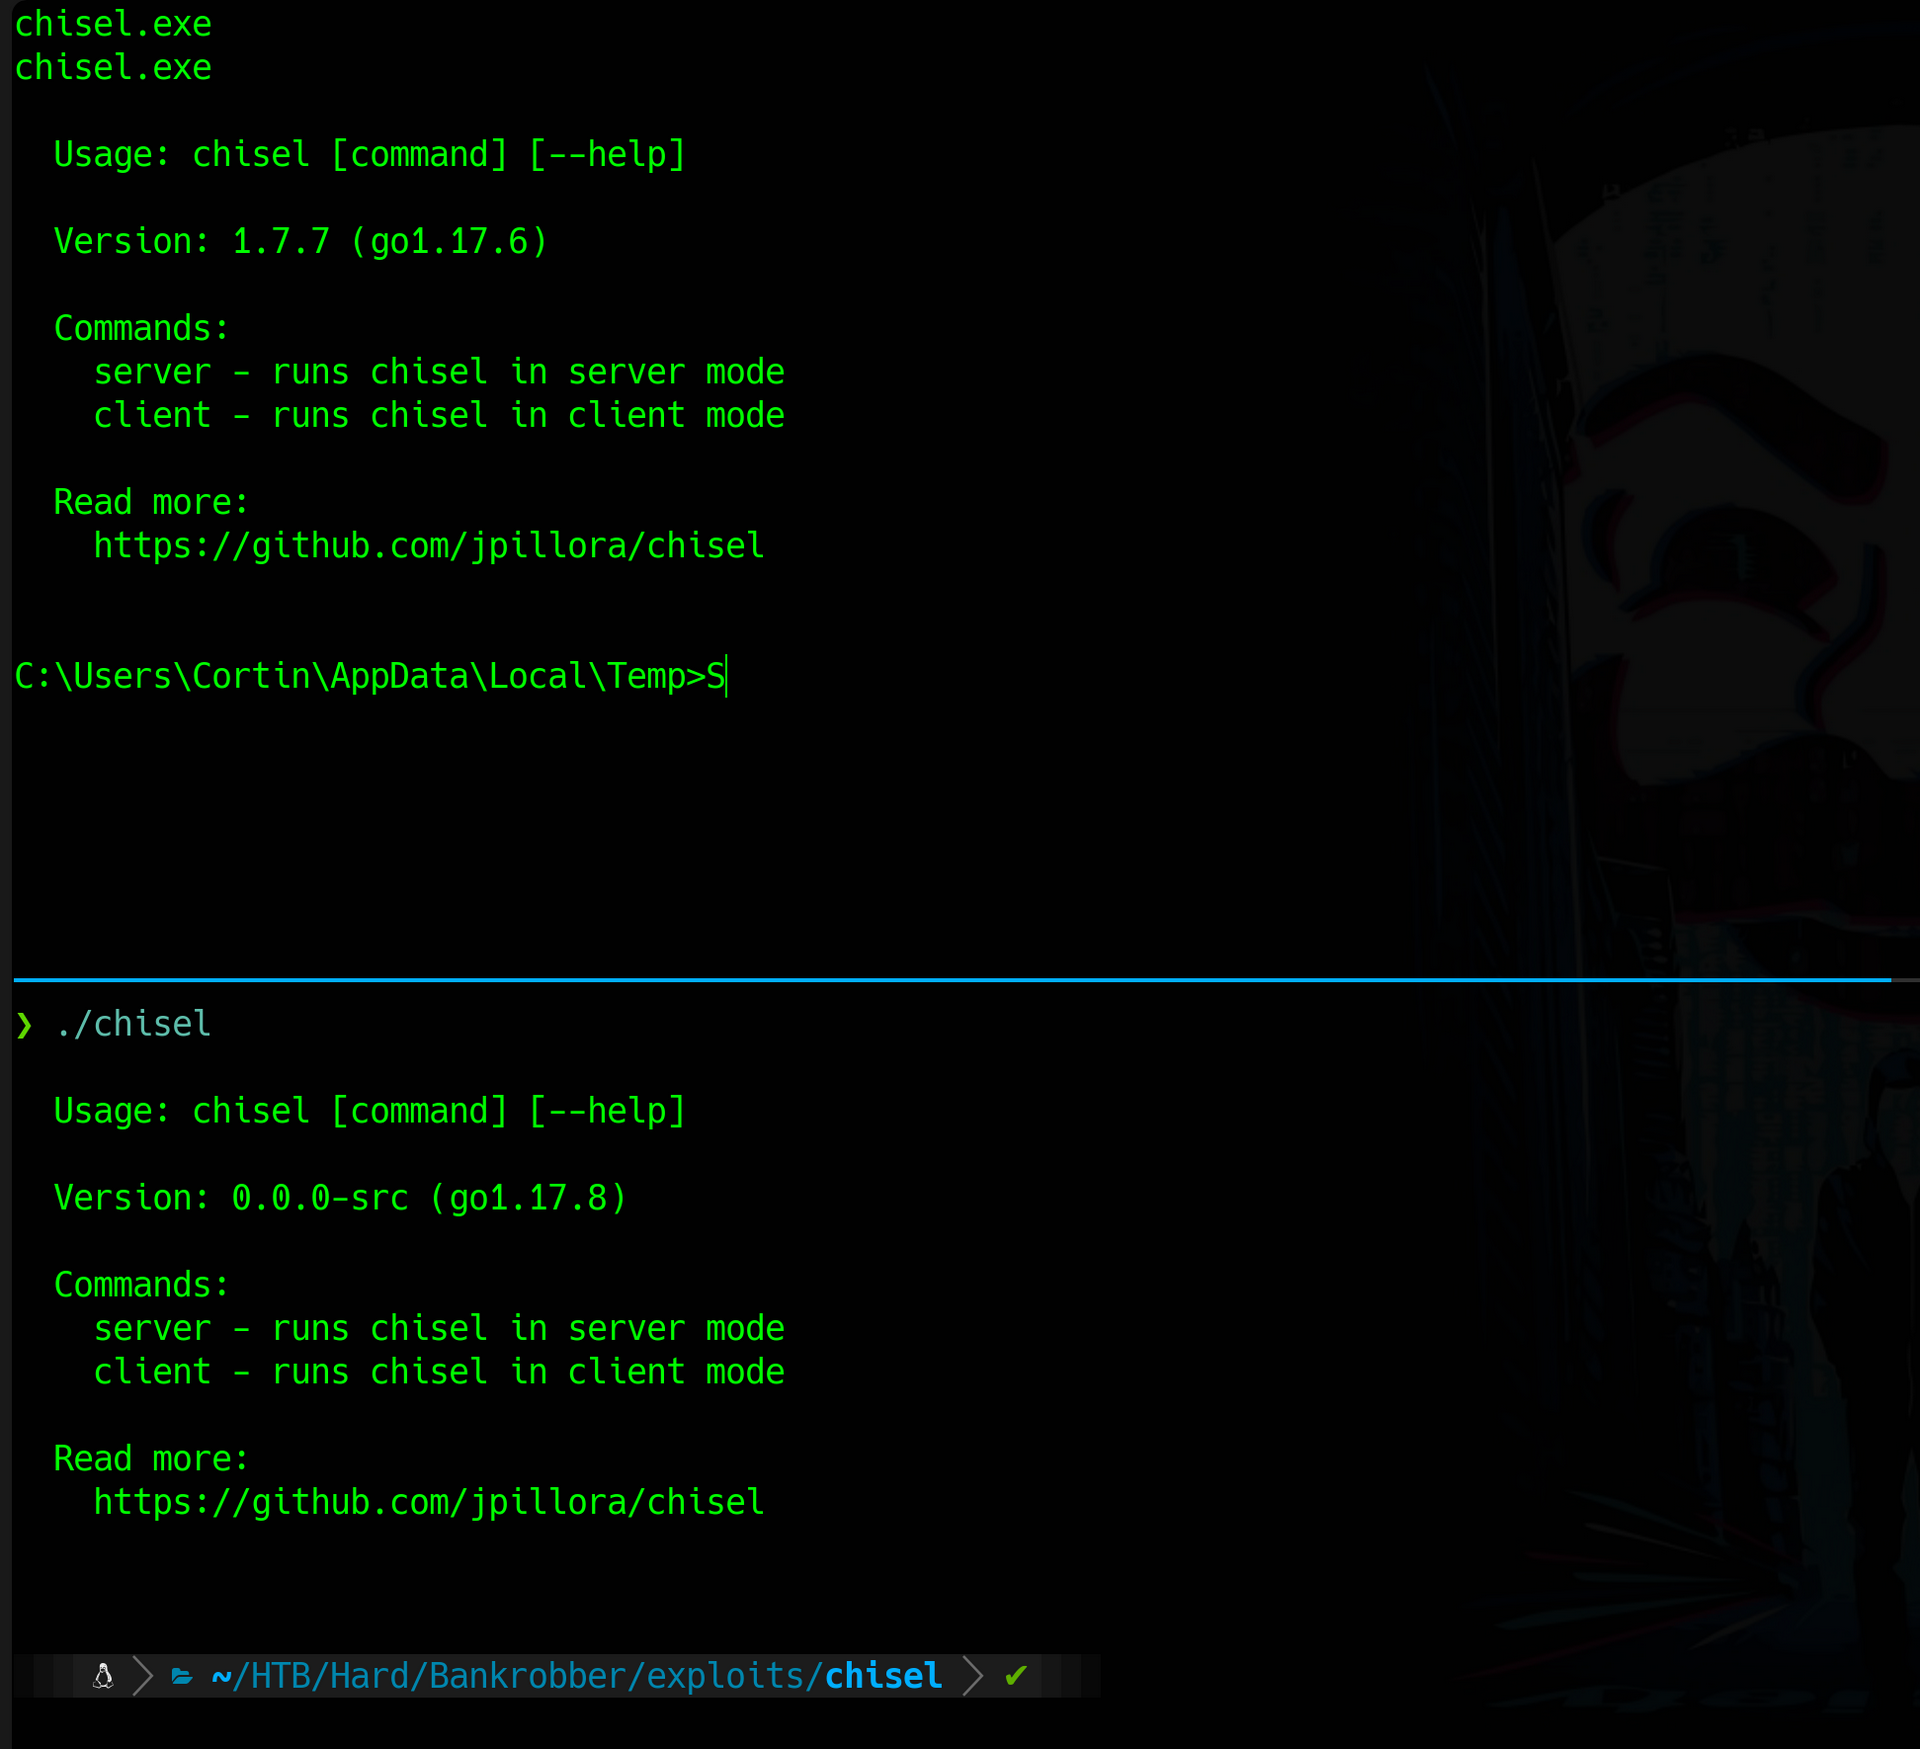 chisel.exe
chisel.exe
Usage: chisel [command] [--help]
Version: 1.7.7 (go1.17.6)
Commands:
server - runs chisel in server mode
client - runs chisel in client mode
Read more:
https://github.com/jpillora/chisel
C:\Users\Cortin\AppData\Local\Temp>S
❯ ./chisel
Usage: chisel [command] [--help]
Version: 0.0.0-src (go1.17.8)
Commands:
server - runs chisel in server mode
client - runs chisel in client mode
Read more:
https://github.com/jpillora/chisel
~/HTB/Hard/Bankrobber/exploits/chisel ✔